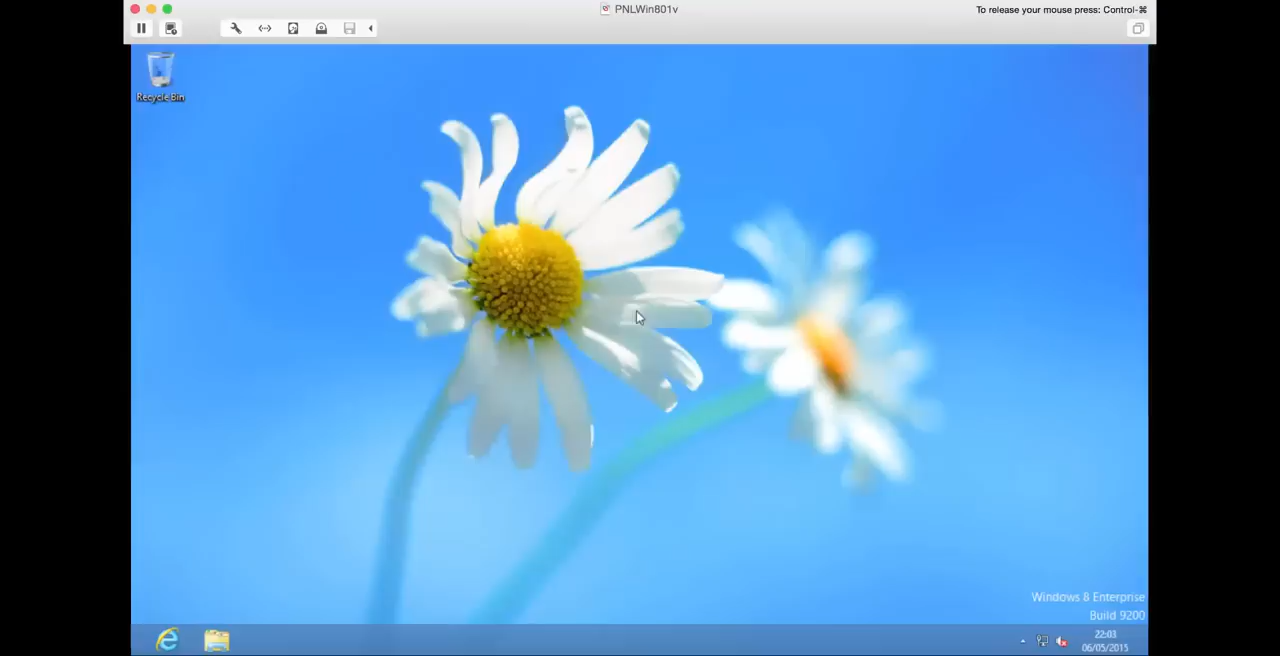 PNLWin801v
To release your mouse press: Control-⌘
Recycle Bin
Windows 8 Enterprise
Build 9200
22:03
06/05/2015